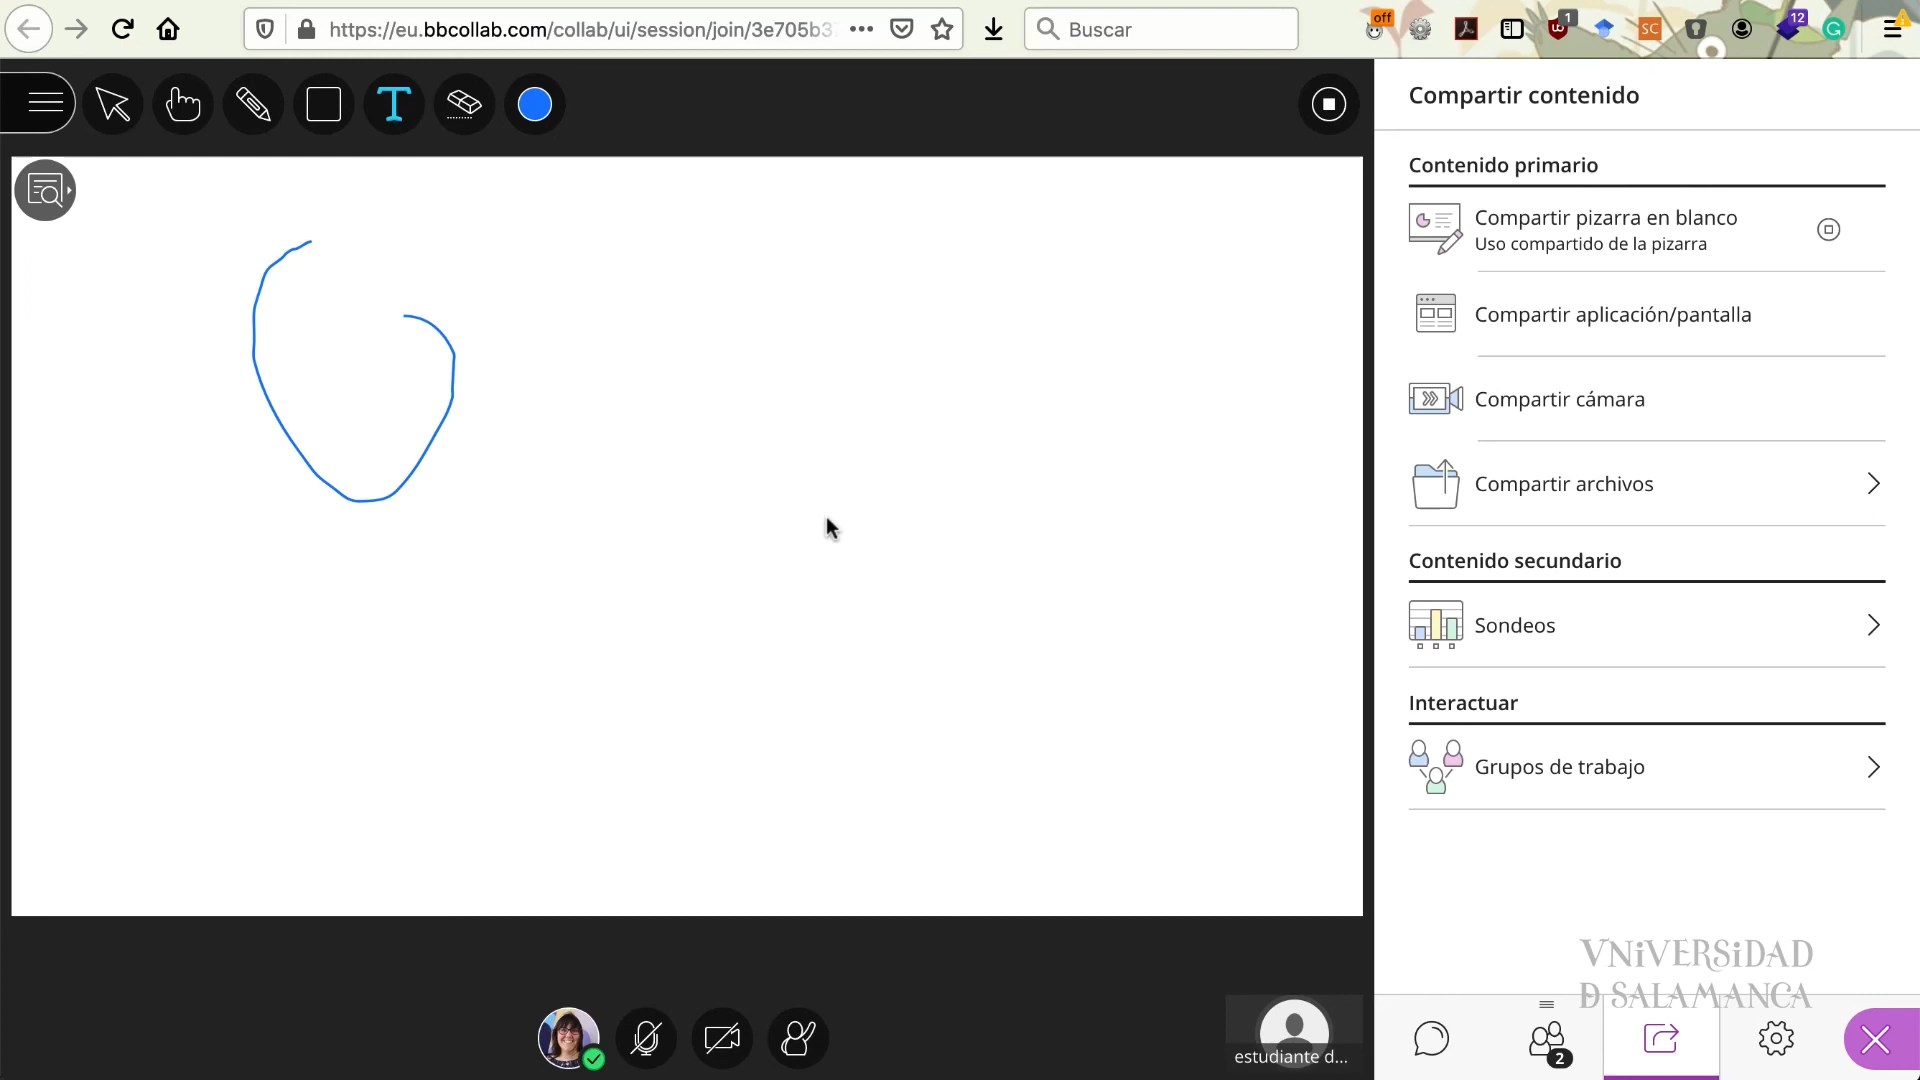 https://eu.bbcollab.com/collab/ui/session/join/3e705b3
Buscar
off
1
SC
12
G
T
Compartir contenido
Contenido primario
Compartir pizarra en blanco
Uso compartido de la pizarra
Compartir aplicación/pantalla
Compartir cámara
Compartir archivos
Contenido secundario
Sondeos
Interactuar
Grupos de trabajo
VNiVERSiDAD
D SALAMANCA
estudiante d...
2